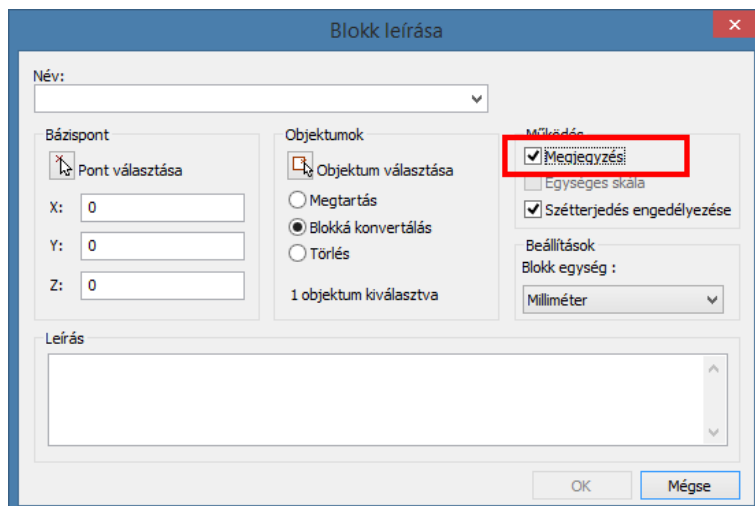 Blokk leírása
Név:
Bázispont
Pont választása
X: 0
Y: 0
Z: 0
Objektumok
Objektum választása
Megtartás
Blokká konvertálás
Törlés
1 objektum kiválasztva
Működés
Megjegyzés
Egységes skála
Szétterjedés engedélyezése
Beállítások
Blokk egység :
Milliméter
Leírás
OK
Mégse